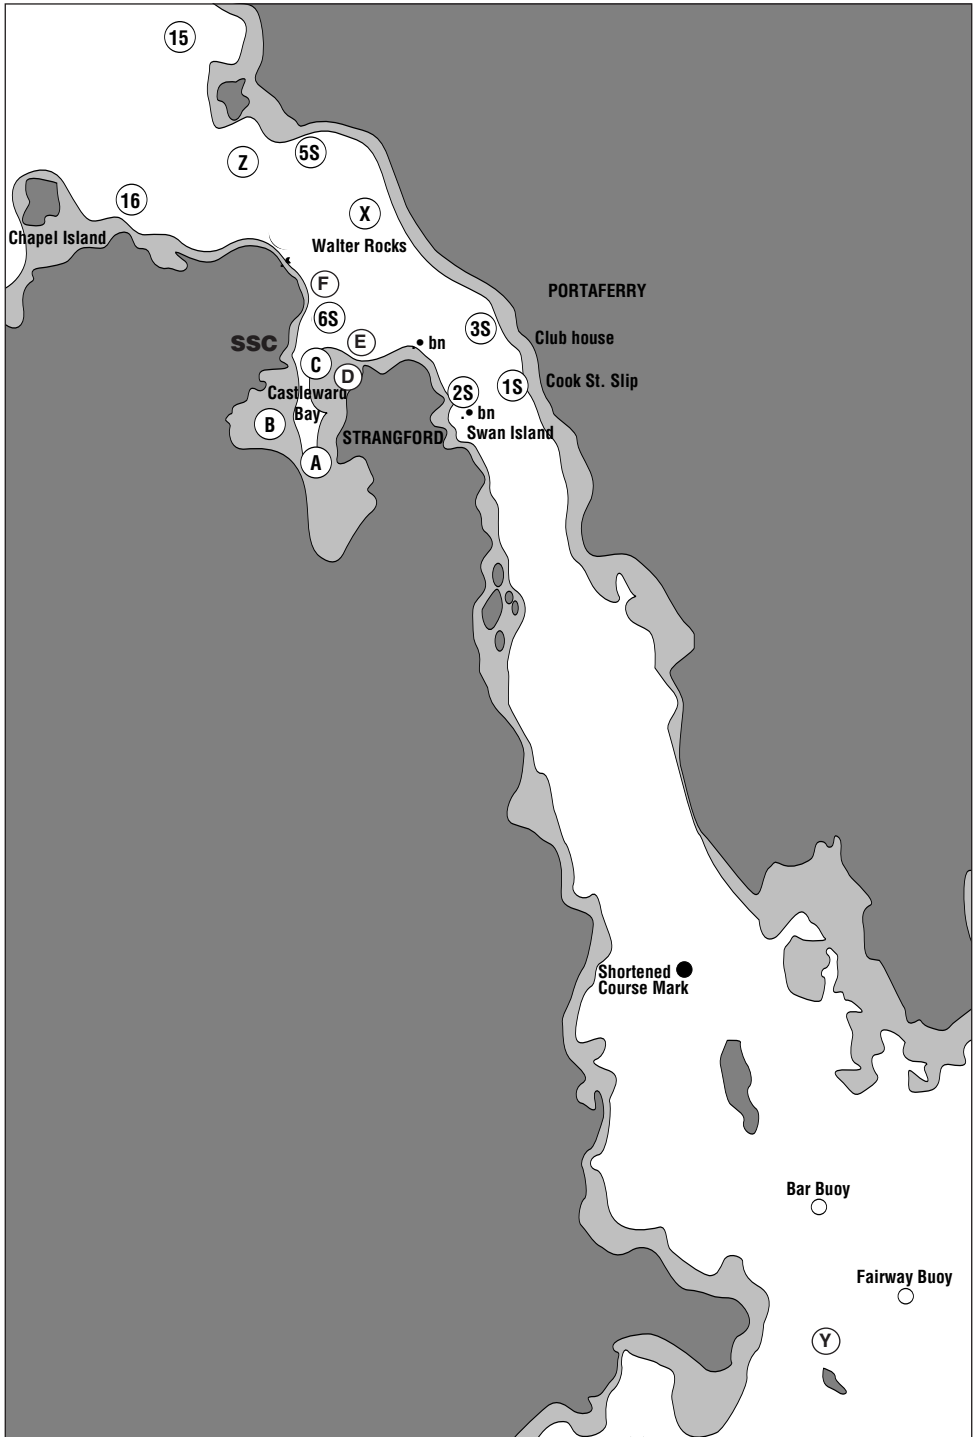 15
5S
Z
16
X
Chapel Island
Walter Rocks
F
PORTAFERRY
6S
3S
SSC
E
bn
Club house
C
D
Cook St. Slip
1S
2S
Castleward
Bay
bn
B
Swan Island
STRANGFORD
A
Shortened
Course Mark
Bar Buoy
Fairway Buoy
Y